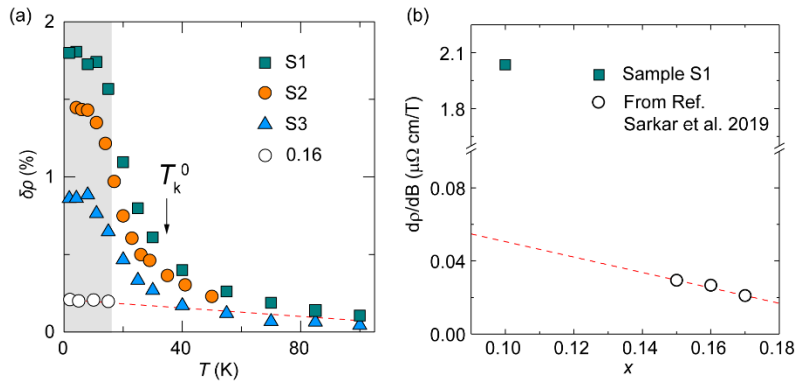 (a)
2
1
0
δρ (%)
S1
S2
S3
0.16
T_k^0
0
40
80
T (K)
(b)
2.1
2.0
0.08
0.04
0.00
dρ/dB (μΩ cm/T)
Sample S1
From Ref.
Sarkar et al. 2019
0.10
0.12
0.14
0.16
0.18
x